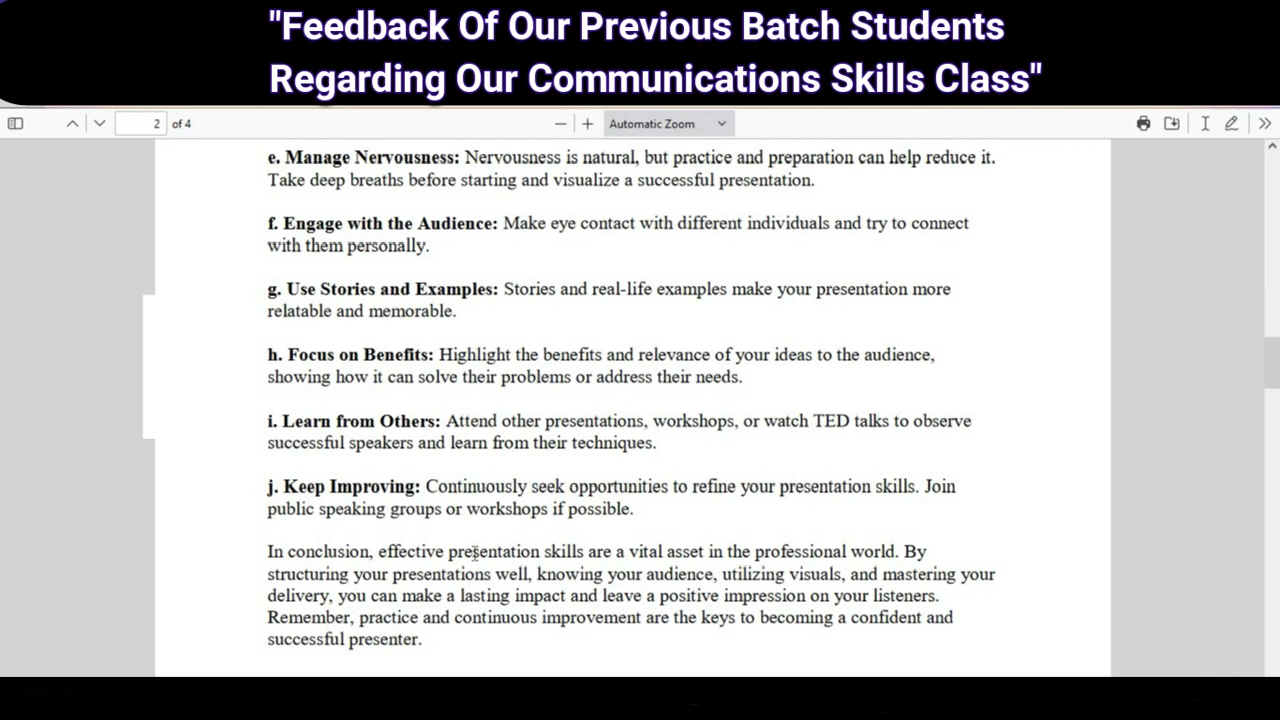 "Feedback Of Our Previous Batch Students
Regarding Our Communications Skills Class"
2 of 4
Automatic Zoom
e. Manage Nervousness: Nervousness is natural, but practice and preparation can help reduce it.
Take deep breaths before starting and visualize a successful presentation.
f. Engage with the Audience: Make eye contact with different individuals and try to connect
with them personally.
g. Use Stories and Examples: Stories and real-life examples make your presentation more
relatable and memorable.
h. Focus on Benefits: Highlight the benefits and relevance of your ideas to the audience,
showing how it can solve their problems or address their needs.
i. Learn from Others: Attend other presentations, workshops, or watch TED talks to observe
successful speakers and learn from their techniques.
j. Keep Improving: Continuously seek opportunities to refine your presentation skills. Join
public speaking groups or workshops if possible.
In conclusion, effective presentation skills are a vital asset in the professional world. By
structuring your presentations well, knowing your audience, utilizing visuals, and mastering your
delivery, you can make a lasting impact and leave a positive impression on your listeners.
Remember, practice and continuous improvement are the keys to becoming a confident and
successful presenter.